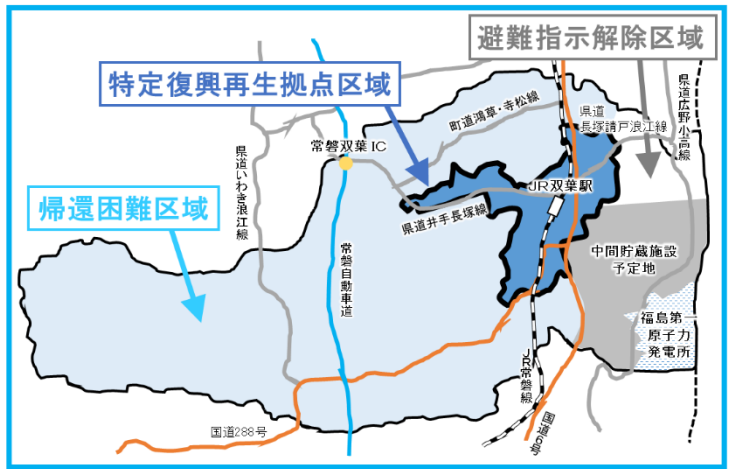 避難指示解除区域
特定復興再生拠点区域
帰還困難区域
常磐双葉IC
町道鴻草・寺松線
県道
長塚請戸浪江線
県道広野小高線
県道いわき浪江線
県道井手長塚線
JR双葉駅
中間貯蔵施設
予定地
常磐自動車道
福島第一
原子力
発電所
JR常磐線
国道288号
国道6号